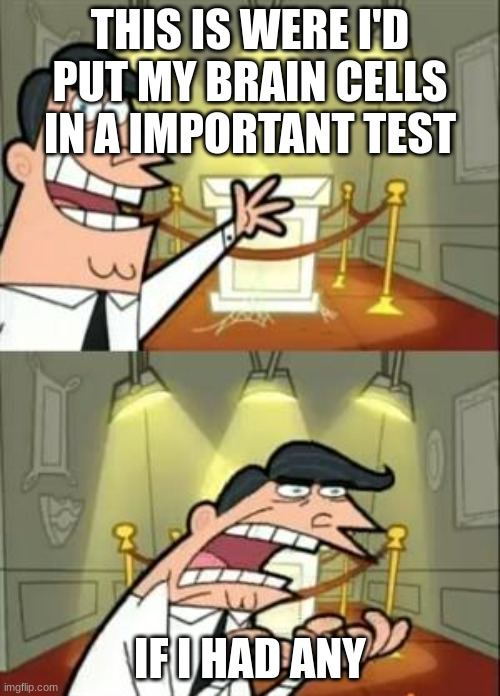 THIS IS WERE I'D
PUT MY BRAIN CELLS
IN A IMPORTANT TEST
IF I HAD ANY
imgflip.com